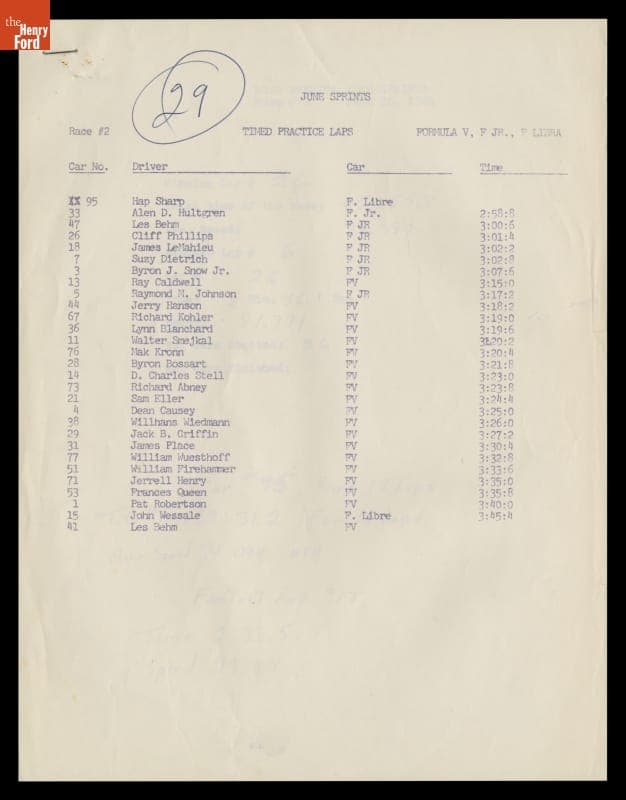 the
Henry
Ford
29
JUNE SPRINTS
Race #2 TIMED PRACTICE LAPS FORMULA V, F JR., F LIBRA
Car No. Driver Car Time
95 Hap Sharp F. Libre
33 Alen D. Hultgren F. Jr. 2:58:8
47 Les Behm F JR 3:00:6
26 Cliff Phillips F JR 3:01:4
18 James LeMahieu F JR 3:02:2
7 Suzy Dietrich F JR 3:02:8
3 Byron J. Snow Jr. F JR 3:07:6
13 Ray Caldwell FV 3:15:0
5 Raymond M. Johnson F JR 3:17:2
44 Jerry Hanson FV 3:18:2
67 Richard Kohler FV 3:19:0
36 Lynn Blanchard FV 3:19:6
11 Walter Smejkal FV 3:20:2
76 Mak Kronn FV 3:20:4
28 Byron Bossart FV 3:21:8
14 D. Charles Stell FV 3:23:0
73 Richard Abney FV 3:23:8
21 Sam Eller FV 3:24:4
4 Dean Causey FV 3:25:0
38 Willhans Wiedmann FV 3:26:0
29 Jack B. Griffin FV 3:27:2
31 James Place FV 3:30:4
77 William Wuesthoff FV 3:32:8
51 William Firehammer FV 3:33:6
71 Jerrell Henry FV 3:35:0
53 Frances Queen FV 3:35:8
1 Pat Robertson FV 3:40:0
15 John Wessale F. Libre 3:45:4
41 Les Behm FV